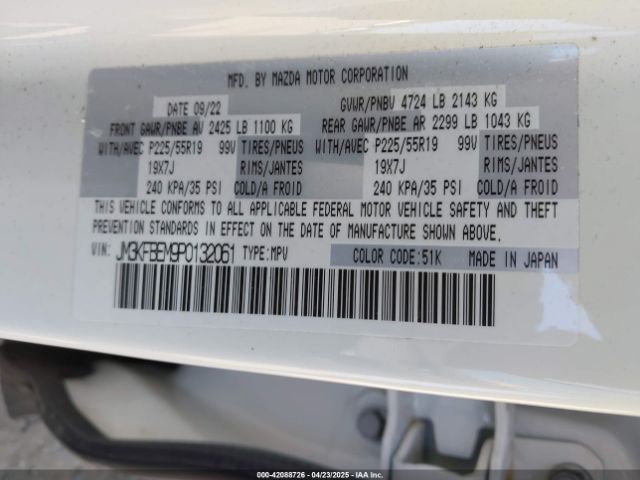 MFD. BY MAZDA MOTOR CORPORATION
DATE 09/22 GVWR/PNBV 4724 LB 2143 KG
FRONT GAWR/PNBE AV 2425 LB 1100 KG REAR GAWR/PNBE AR 2299 LB 1043 KG
WITH/AVEC P225/55R19 99V TIRES/PNEUS WITH/AVEC P225/55R19 99V TIRES/PNEUS
19X7J RIMS/JANTES 19X7J RIMS/JANTES
240 KPA/35 PSI COLD/A FROID 240 KPA/35 PSI COLD/A FROID
THIS VEHICLE CONFORMS TO ALL APPLICABLE FEDERAL MOTOR VEHICLE SAFETY AND THEFT
PREVENTION STANDARDS IN EFFECT ON THE DATE OF MANUFACTURE SHOWN ABOVE.
VIN: JM3KFBEM9P0132061 TYPE:MPV COLOR CODE:51K MADE IN JAPAN
000-42088726 - 04/23/2025 - IAA Inc.